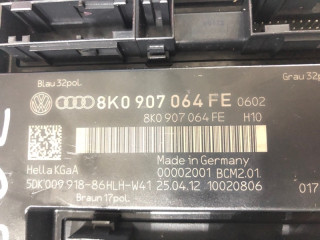 Blau 32pol.
Grau 32p
8K0 907 064 FE 0602
8K0 907 064 FE H10
Made in Germany
Hella KGaA 00002001 BCM2.01
5DK 009 918-86 HLH-W41 25.04.12 10020806 017
Braun 17pol.